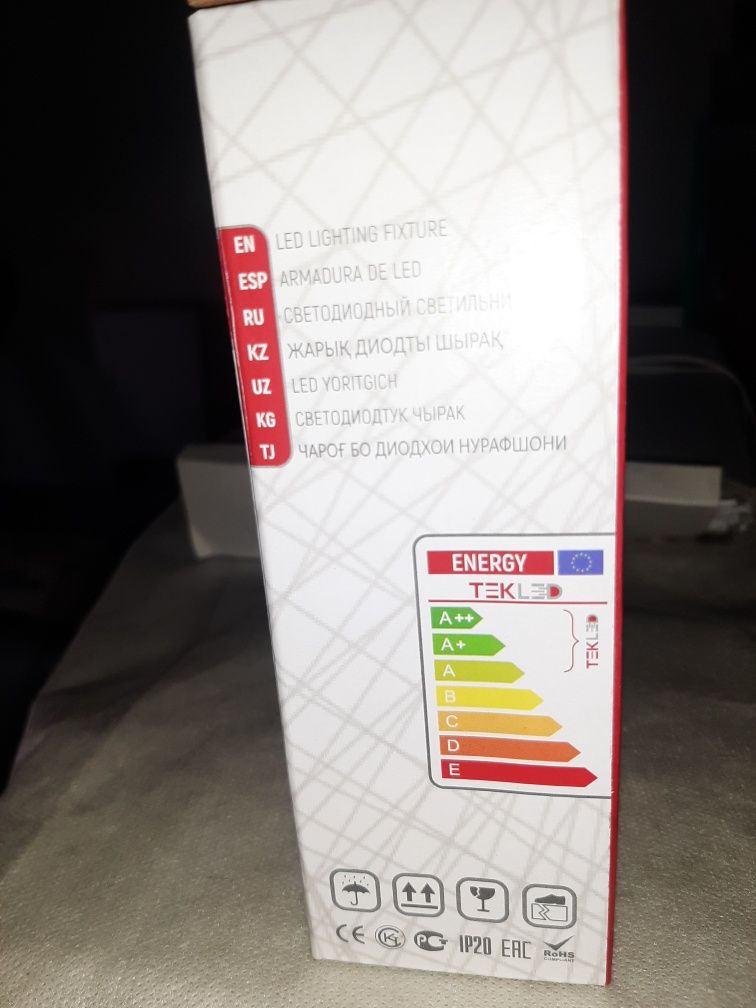 EN LED LIGHTING FIXTURE
ESP ARMADURA DE LED
RU СВЕТОДИОДНЫЙ
KZ ЖАРЫҚ ДИОДТЫ ШЫРАҚ
UZ LED YORITGICH
KG СВЕТОДИОДТУК ЧЫРАК
TJ ЧАРОҒ БО ДИОДХОИ НУРАФШОНИ
ENERGY
TEKLED
A++
A+
A
TEKLED
B
C
D
E
CE IP20 EAC RoHS
COMPLIANT